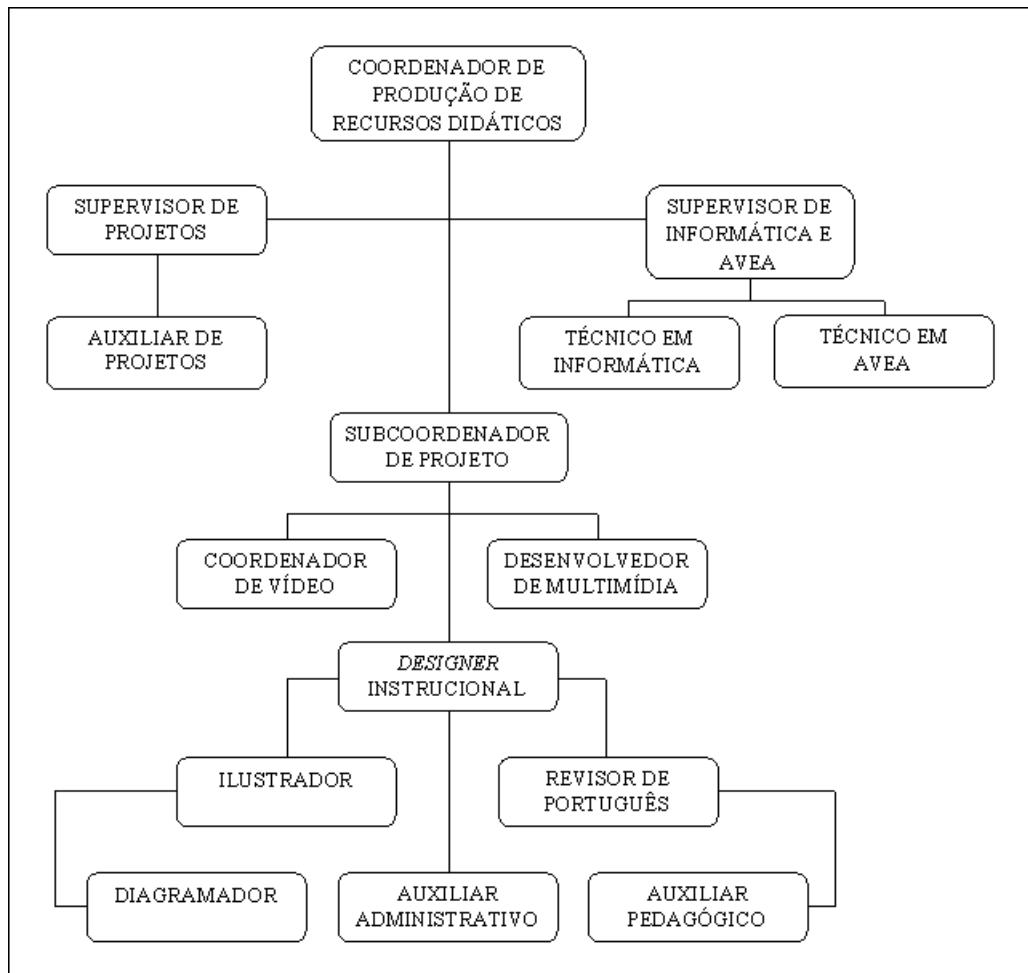 COORDENADOR DE
PRODUÇÃO DE
RECURSOS DIDÁTICOS
SUPERVISOR DE
PROJETOS
SUPERVISOR DE
INFORMÁTICA E
AVEA
AUXILIAR DE
PROJETOS
TÉCNICO EM
INFORMÁTICA
TÉCNICO EM
AVEA
SUBCOORDENADOR
DE PROJETO
COORDENADOR
DE VÍDEO
DESENVOLVEDOR
DE MULTIMÍDIA
DESIGNER
INSTRUCIONAL
ILUSTRADOR
REVISOR DE
PORTUGUÊS
DIAGRAMADOR
AUXILIAR
ADMINISTRATIVO
AUXILIAR
PEDAGÓGICO